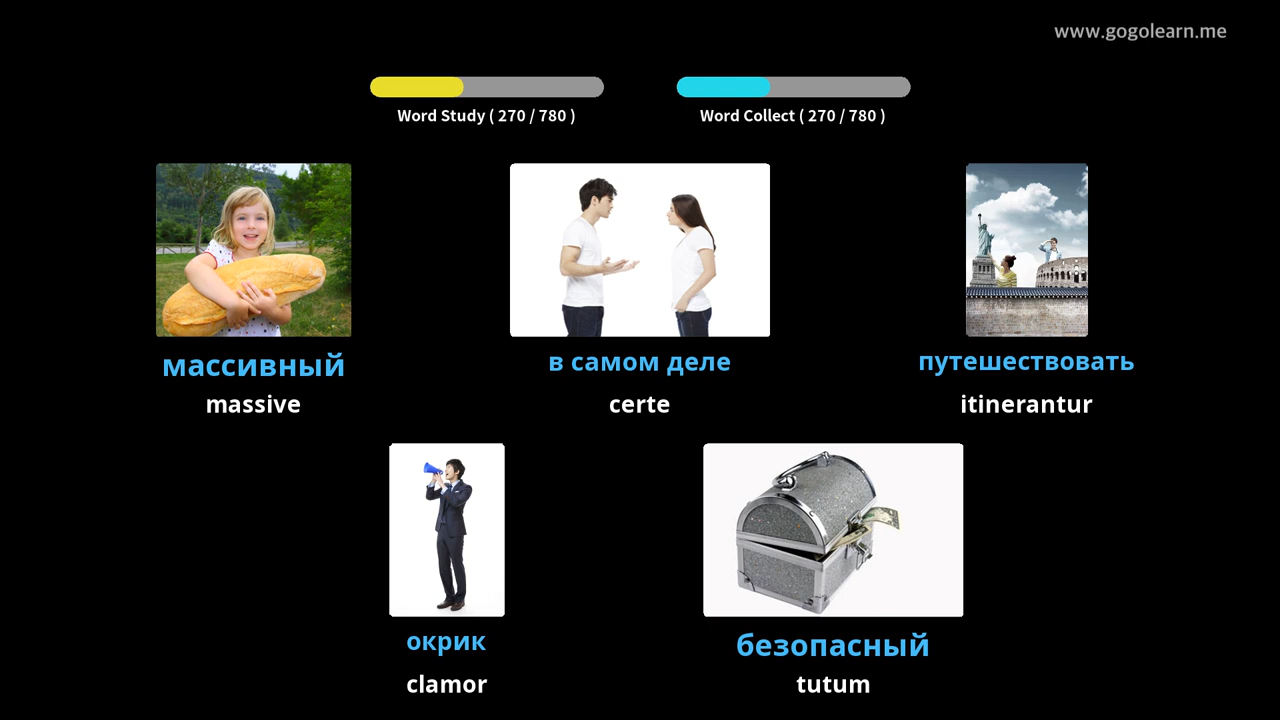 www.gogolearn.me
Word Study ( 270 / 780 )
Word Collect ( 270 / 780 )
массивный
massive
в самом деле
certe
путешествовать
itinerantur
окрик
clamor
безопасный
tutum